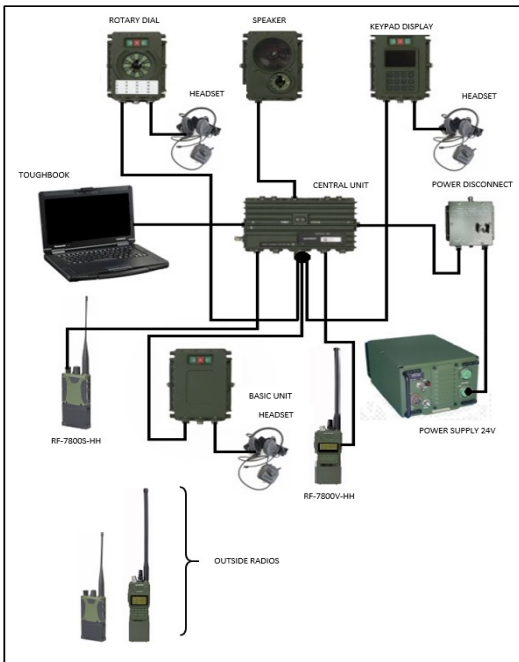 ROTARY DIAL
SPEAKER
KEYPAD DISPLAY
HEADSET
HEADSET
TOUGHBOOK
CENTRAL UNIT
POWER DISCONNECT
BASIC UNIT
HEADSET
RF-7800S-HH
RF-7800V-HH
POWER SUPPLY 24V
OUTSIDE RADIOS